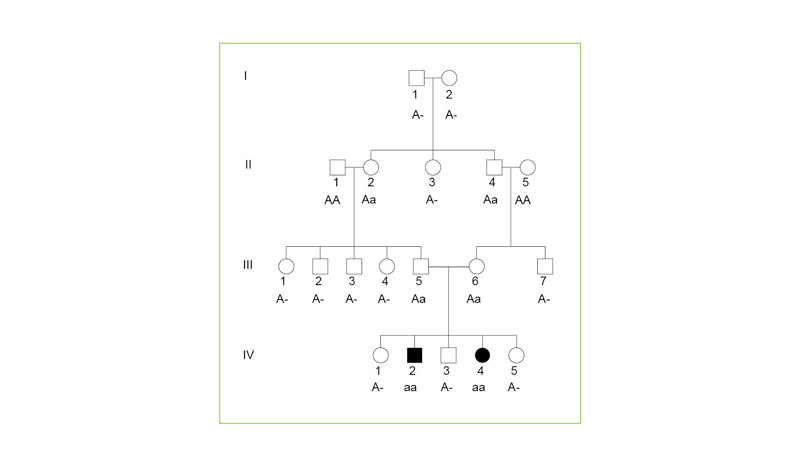 I
1 2
A- A-
II
1 2 3 4 5
AA Aa A- Aa AA
III
1 2 3 4 5 6 7
A- A- A- A- Aa Aa A-
IV
1 2 3 4 5
A- aa A- aa A-